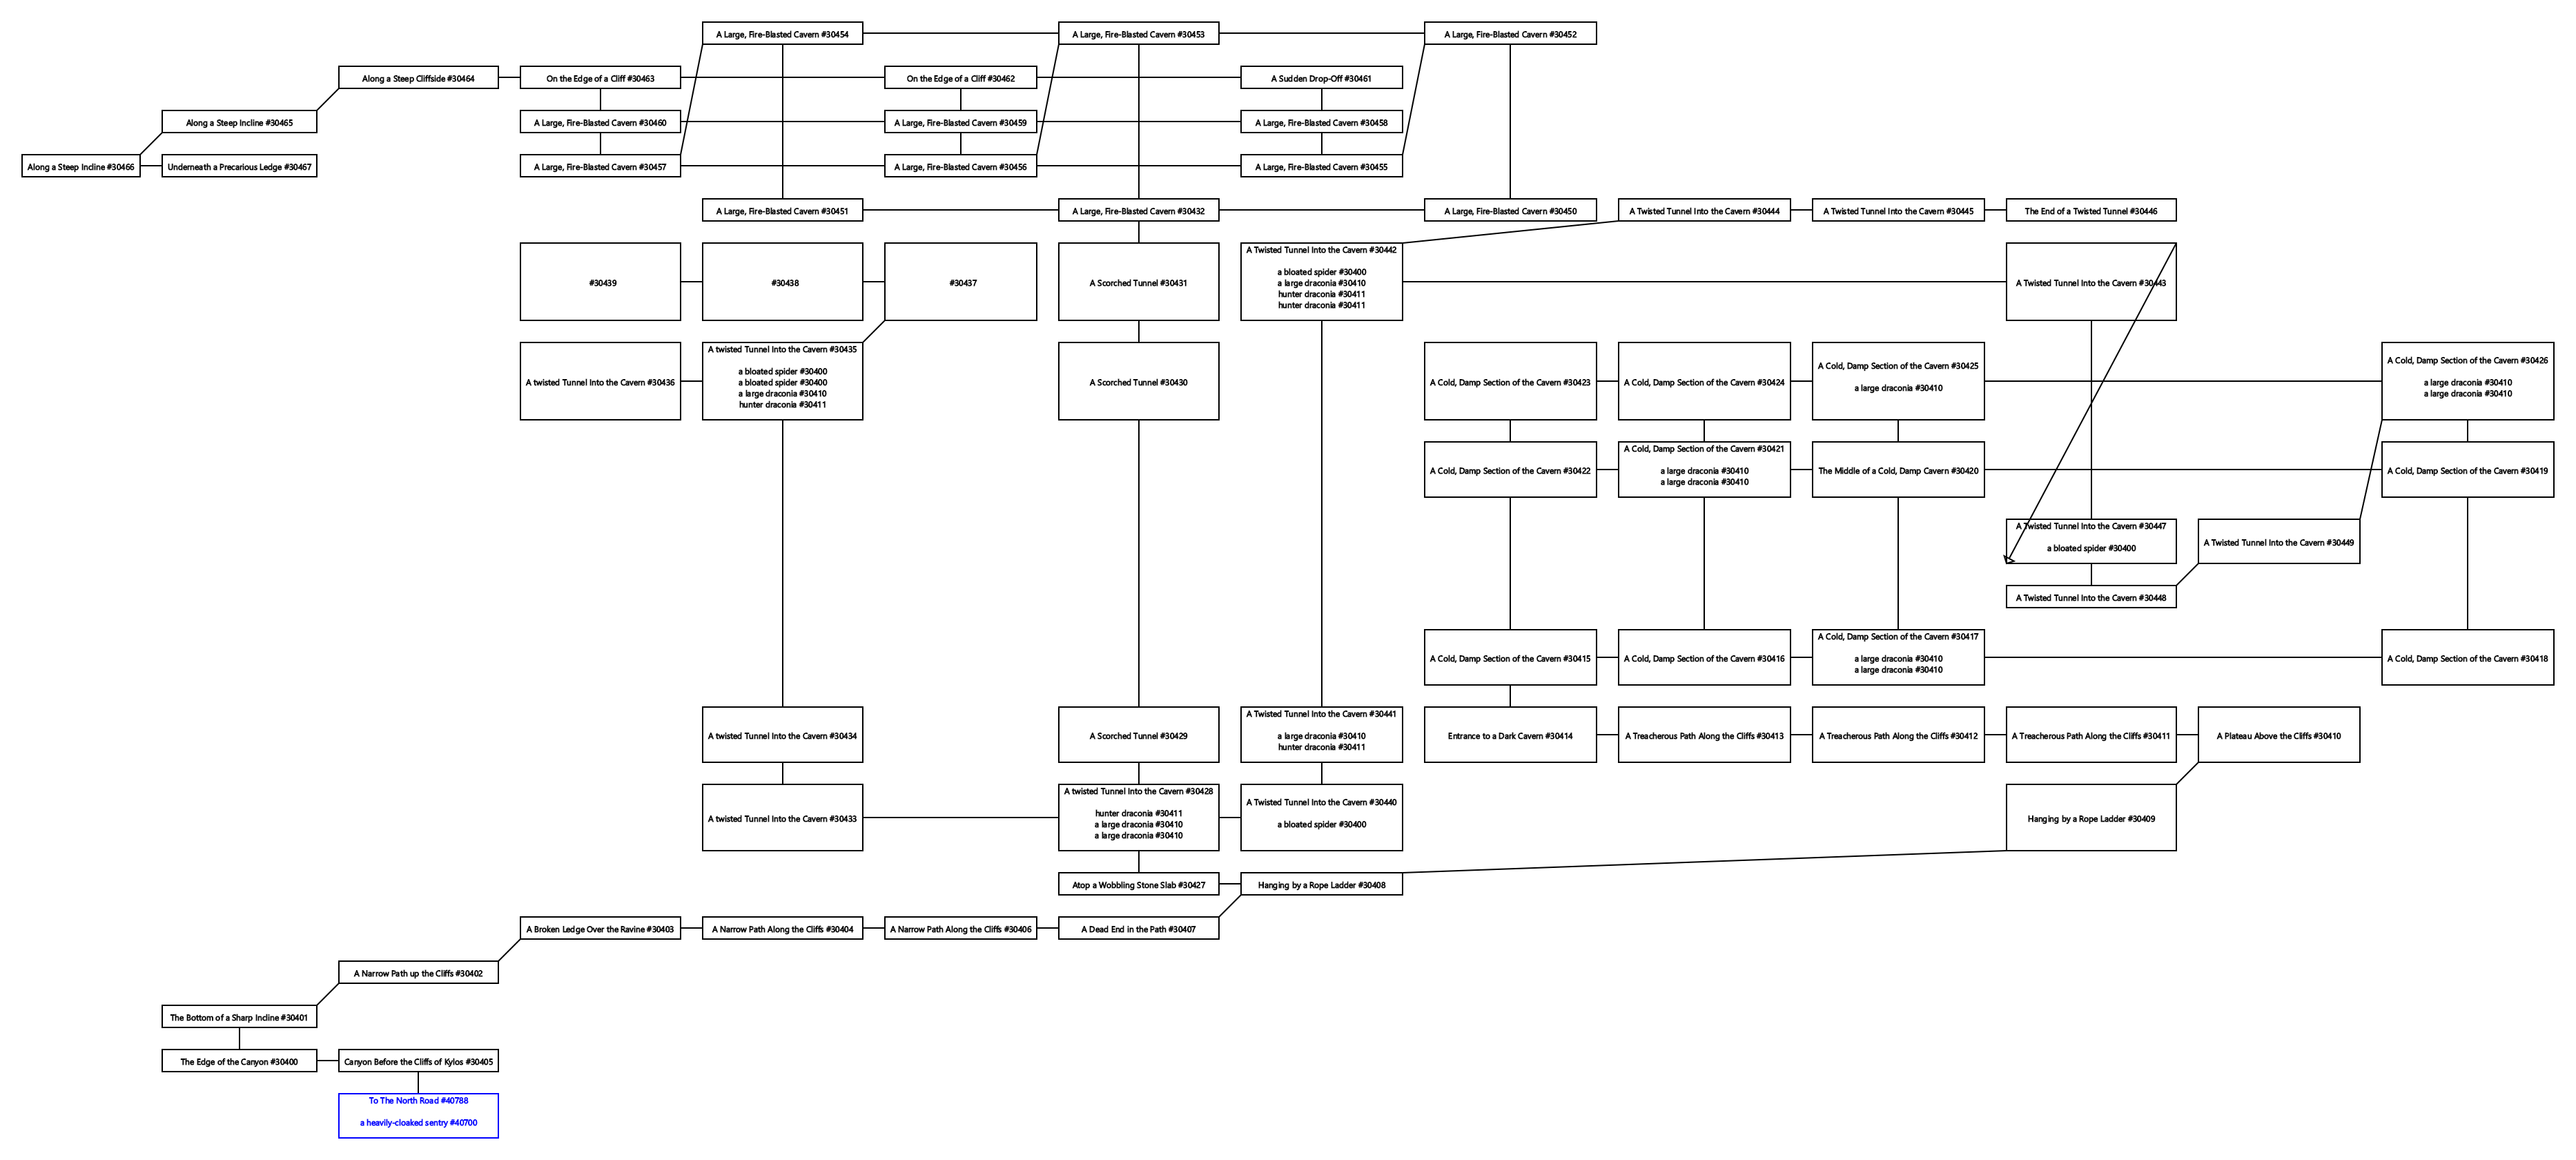 A Large, Fire-Blasted Cavern #30454
A Large, Fire-Blasted Cavern #30453
A Large, Fire-Blasted Cavern #30452
Along a Steep Cliffside #30464
On the Edge of a Cliff #30463
On the Edge of a Cliff #30462
A Sudden Drop-Off #30461
Along a Steep Incline #30465
A Large, Fire-Blasted Cavern #30460
A Large, Fire-Blasted Cavern #30459
A Large, Fire-Blasted Cavern #30458
Along a Steep Incline #30466
Underneath a Precarious Ledge #30467
A Large, Fire-Blasted Cavern #30457
A Large, Fire-Blasted Cavern #30456
A Large, Fire-Blasted Cavern #30455
A Large, Fire-Blasted Cavern #30451
A Large, Fire-Blasted Cavern #30432
A Large, Fire-Blasted Cavern #30450
A Twisted Tunnel Into the Cavern #30444
A Twisted Tunnel Into the Cavern #30445
The End of a Twisted Tunnel #30446
#30439
#30438
#30437
A Scorched Tunnel #30431
A Twisted Tunnel Into the Cavern #30442
a bloated spider #30400
a large draconia #30410
hunter draconia #30411
hunter draconia #30411
A Twisted Tunnel Into the Cavern #30443
A twisted Tunnel Into the Cavern #30436
A twisted Tunnel Into the Cavern #30435
a bloated spider #30400
a bloated spider #30400
a large draconia #30410
hunter draconia #30411
A Scorched Tunnel #30430
A Cold, Damp Section of the Cavern #30423
A Cold, Damp Section of the Cavern #30424
A Cold, Damp Section of the Cavern #30425
a large draconia #30410
A Cold, Damp Section of the Cavern #30426
a large draconia #30410
a large draconia #30410
A Cold, Damp Section of the Cavern #30422
A Cold, Damp Section of the Cavern #30421
a large draconia #30410
a large draconia #30410
The Middle of a Cold, Damp Cavern #30420
A Cold, Damp Section of the Cavern #30419
A Twisted Tunnel Into the Cavern #30447
a bloated spider #30400
A Twisted Tunnel Into the Cavern #30449
A Twisted Tunnel Into the Cavern #30448
A Cold, Damp Section of the Cavern #30415
A Cold, Damp Section of the Cavern #30416
A Cold, Damp Section of the Cavern #30417
a large draconia #30410
a large draconia #30410
A Cold, Damp Section of the Cavern #30418
A twisted Tunnel Into the Cavern #30434
A Scorched Tunnel #30429
A Twisted Tunnel Into the Cavern #30441
a large draconia #30410
hunter draconia #30411
Entrance to a Dark Cavern #30414
A Treacherous Path Along the Cliffs #30413
A Treacherous Path Along the Cliffs #30412
A Treacherous Path Along the Cliffs #30411
A Plateau Above the Cliffs #30410
A twisted Tunnel Into the Cavern #30433
A twisted Tunnel Into the Cavern #30428
hunter draconia #30411
a large draconia #30410
a large draconia #30410
A Twisted Tunnel Into the Cavern #30440
a bloated spider #30400
Hanging by a Rope Ladder #30409
Atop a Wobbling Stone Slab #30427
Hanging by a Rope Ladder #30408
A Broken Ledge Over the Ravine #30403
A Narrow Path Along the Cliffs #30404
A Narrow Path Along the Cliffs #30406
A Dead End in the Path #30407
A Narrow Path up the Cliffs #30402
The Bottom of a Sharp Incline #30401
The Edge of the Canyon #30400
Canyon Before the Cliffs of Kylos #30405
To The North Road #40788
a heavily-cloaked sentry #40700